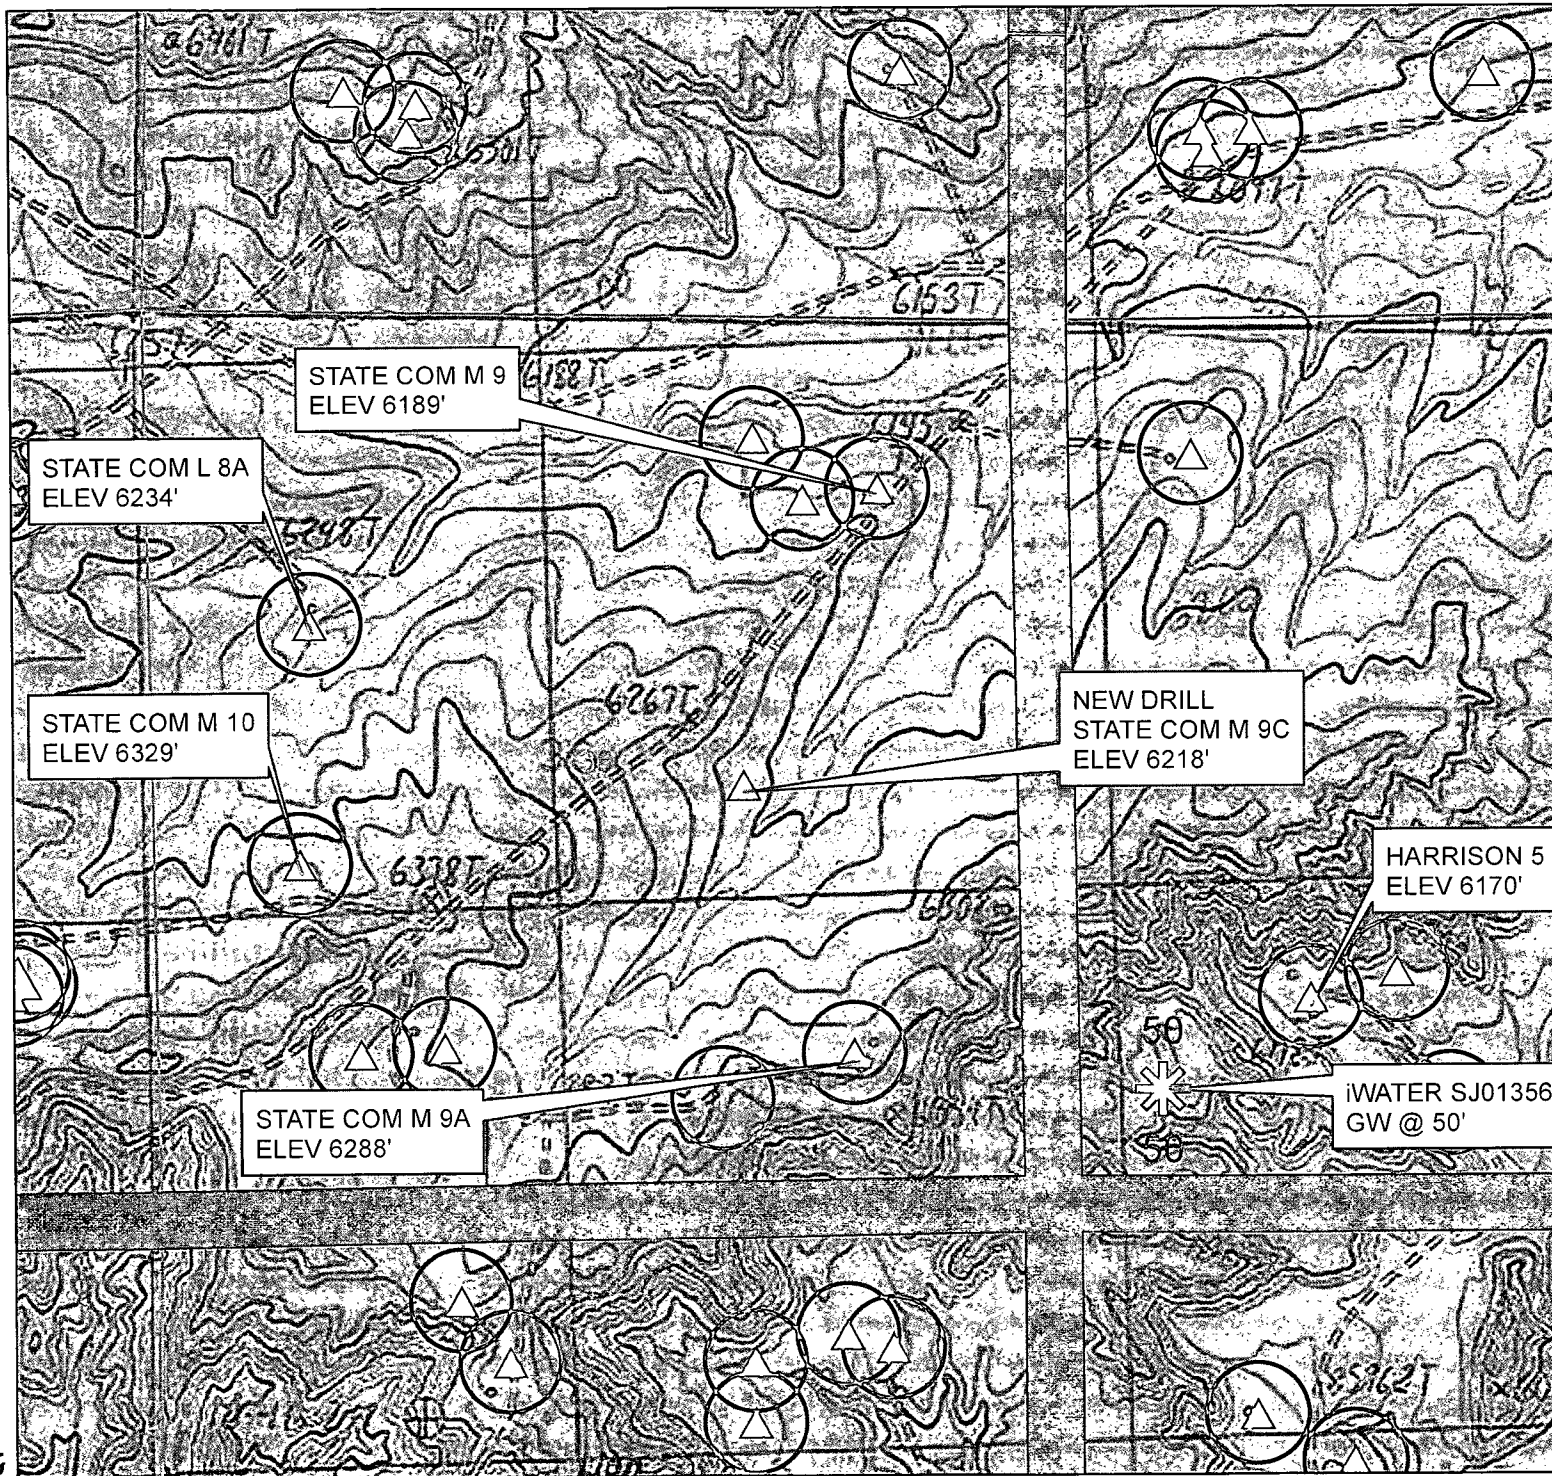 6153T
STATE COM M 9
ELEV 6189'
STATE COM L 8A
ELEV 6234'
6267T
NEW DRILL
STATE COM M 9C
ELEV 6218'
STATE COM M 10
ELEV 6329'
6338T
HARRISON 5
ELEV 6170'
50
iWATER SJ01356
GW @ 50'
50
STATE COM M 9A
ELEV 6288'